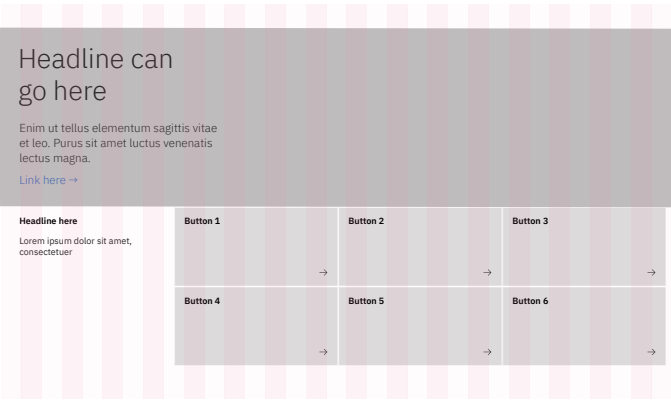 Headline can
go here
Enim ut tellus elementum sagittis vitae
et leo. Purus sit amet luctus venenatis
lectus magna.
Link here →
Headline here
Lorem ipsum dolor sit amet,
consectetuer
Button 1
→
Button 2
→
Button 3
→
Button 4
→
Button 5
→
Button 6
→